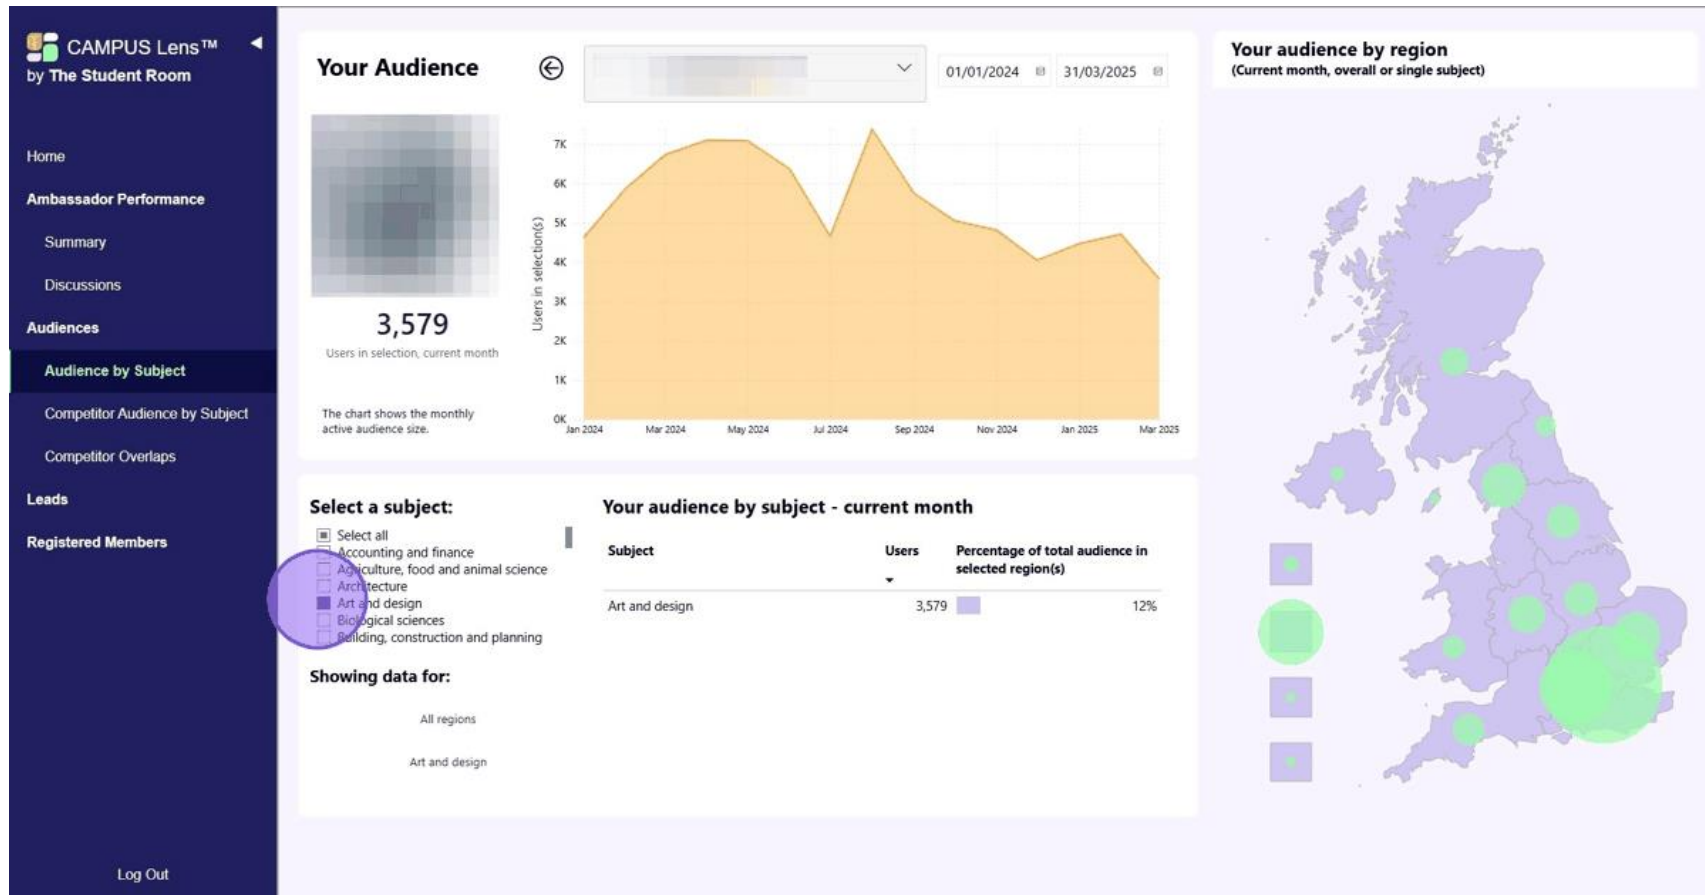 CAMPUS Lens™
by The Student Room
Home
Ambassador Performance
Summary
Discussions
Audiences
Audience by Subject
Competitor Audience by Subject
Competitor Overlaps
Leads
Registered Members
Log Out
Your Audience
01/01/2024
31/03/2025
3,579
Users in selection, current month
The chart shows the monthly
active audience size.
Users in selection(s)
7K
6K
5K
4K
3K
2K
1K
0K
Jan 2024
Mar 2024
May 2024
Jul 2024
Sep 2024
Nov 2024
Jan 2025
Mar 2025
Select a subject:
Select all
Accounting and finance
Agriculture, food and animal science
Architecture
Art and design
Biological sciences
Building, construction and planning
Showing data for:
All regions
Art and design
Your audience by subject - current month
Subject
Users
Percentage of total audience in
selected region(s)
Art and design
3,579
12%
Your audience by region
(Current month, overall or single subject)